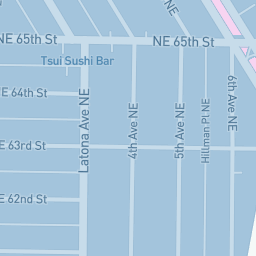 NE 65th St
NE 65th St
Tsui Sushi Bar
NE 64th St
Latona Ave NE
4th Ave NE
5th Ave NE
Hillman Pl NE
6th Ave NE
E 63rd St
NE 62nd St